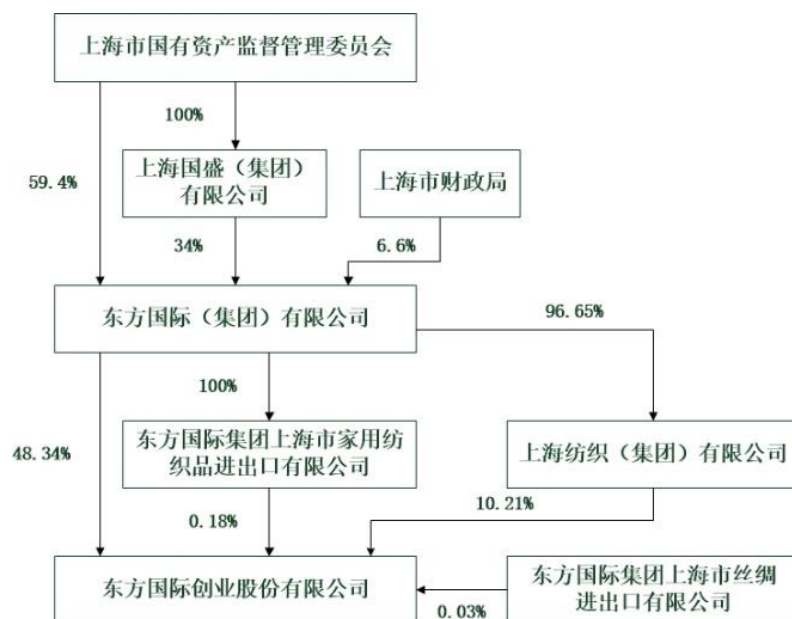 上海市国有资产监督管理委员会
100%
59.4%
上海国盛（集团）
有限公司
上海市财政局
34%
6.6%
东方国际（集团）有限公司
96.65%
100%
48.34%
东方国际集团上海市家用纺
织品进出口有限公司
上海纺织（集团）有限公司
0.18%
10.21%
东方国际创业股份有限公司
东方国际集团上海市丝绸
进出口有限公司
0.03%